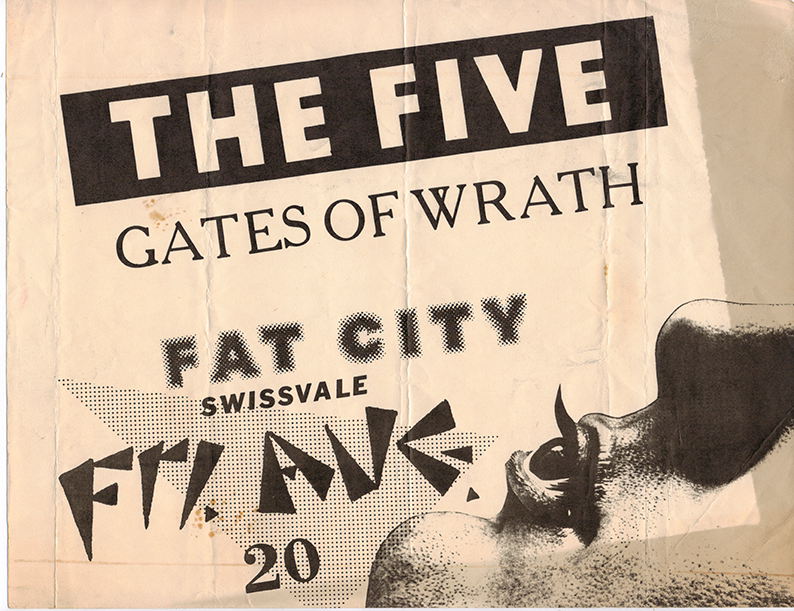 THE FIVE
GATES OF WRATH
FAT CITY
SWISSVALE
FRI. AUG.
20